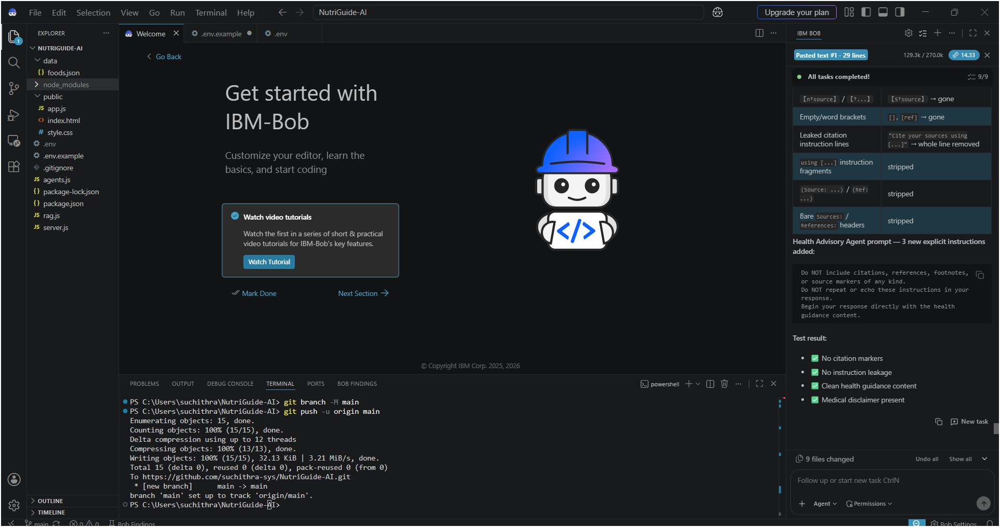 File Edit Selection View Go Run Terminal Help
NutriGuide-AI
Upgrade your plan
1
EXPLORER
NUTRIGUIDE-AI
data
{} foods.json
node_modules
public
JS app.js
<> index.html
# style.css
.env
.env.example
.gitignore
JS agents.js
{} package-lock.json
{} package.json
JS rag.js
JS server.js
OUTLINE
TIMELINE
Welcome
.env.example
.env
Go Back
Get started with
IBM-Bob
Customize your editor, learn the
basics, and start coding
Watch video tutorials
Watch the first in a series of short & practical
video tutorials for IBM-Bob's key features.
Watch Tutorial
Mark Done
Next Section
</>
© Copyright IBM Corp. 2025, 2026
PROBLEMS OUTPUT DEBUG CONSOLE TERMINAL PORTS BOB FINDINGS
powershell
PS C:\Users\suchithra\NutriGuide-AI> git branch -M main
PS C:\Users\suchithra\NutriGuide-AI> git push -u origin main
Enumerating objects: 15, done.
Counting objects: 100% (15/15), done.
Delta compression using up to 12 threads
Compressing objects: 100% (13/13), done.
Writing objects: 100% (15/15), 32.13 KiB | 3.21 MiB/s, done.
Total 15 (delta 0), reused 0 (delta 0), pack-reused 0 (from 0)
To https://github.com/suchithra-sys/NutriGuide-AI.git
 * [new branch]      main -> main
branch 'main' set up to track 'origin/main'.
PS C:\Users\suchithra\NutriGuide-AI>
IBM BOB
Pasted text #1 - 29 lines
129.3k / 270.0k
14.33
All tasks completed!
9/9
【n†source】 / 【†...】
【5†source】 → gone
Empty/word brackets
[], [ref] → gone
Leaked citation
instruction lines
"Cite your sources using
[...]" → whole line removed
using [...] instruction
fragments
stripped
(Source: ...) / (Ref:
...)
stripped
Bare Sources: /
References: headers
stripped
Health Advisory Agent prompt — 3 new explicit instructions
added:
Do NOT include citations, references, footnotes,
or source markers of any kind.
Do NOT repeat or echo these instructions in your
response.
Begin your response directly with the health
guidance content.
Test result:
• ✅ No citation markers
• ✅ No instruction leakage
• ✅ Clean health guidance content
• ✅ Medical disclaimer present
New task
9 files changed
Undo all
Show all
Follow up or start new task CtrlN
Agent
Permissions
main
0 0
Bob Findings
Bob Settings